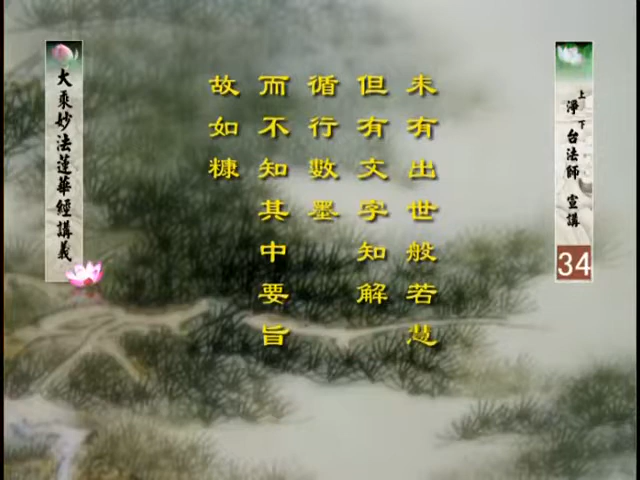 未有出世般若慧
但有文字知解
循行數墨
而不知其中要旨
故如糠
上淨下台法師 宣講
34
大乘妙法蓮華經講義